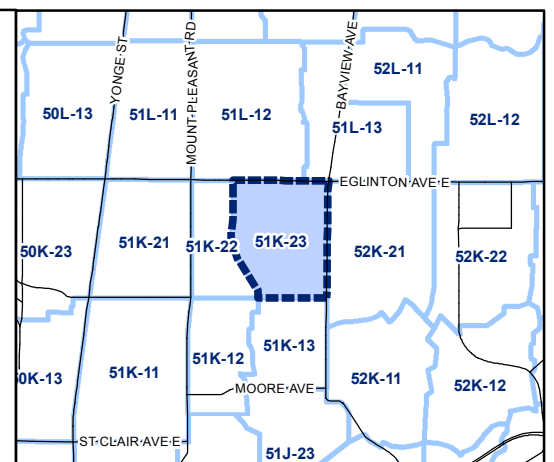 YONGE ST
MOUNT PLEASANT RD
BAYVIEW AVE
52L-11
50L-13
51L-11
51L-12
51L-13
52L-12
EGLINTON AVE E
50K-23
51K-21
51K-22
51K-23
52K-21
52K-22
0K-13
51K-11
51K-12
51K-13
52K-11
52K-12
MOORE AVE
ST CLAIR AVE E
51J-23